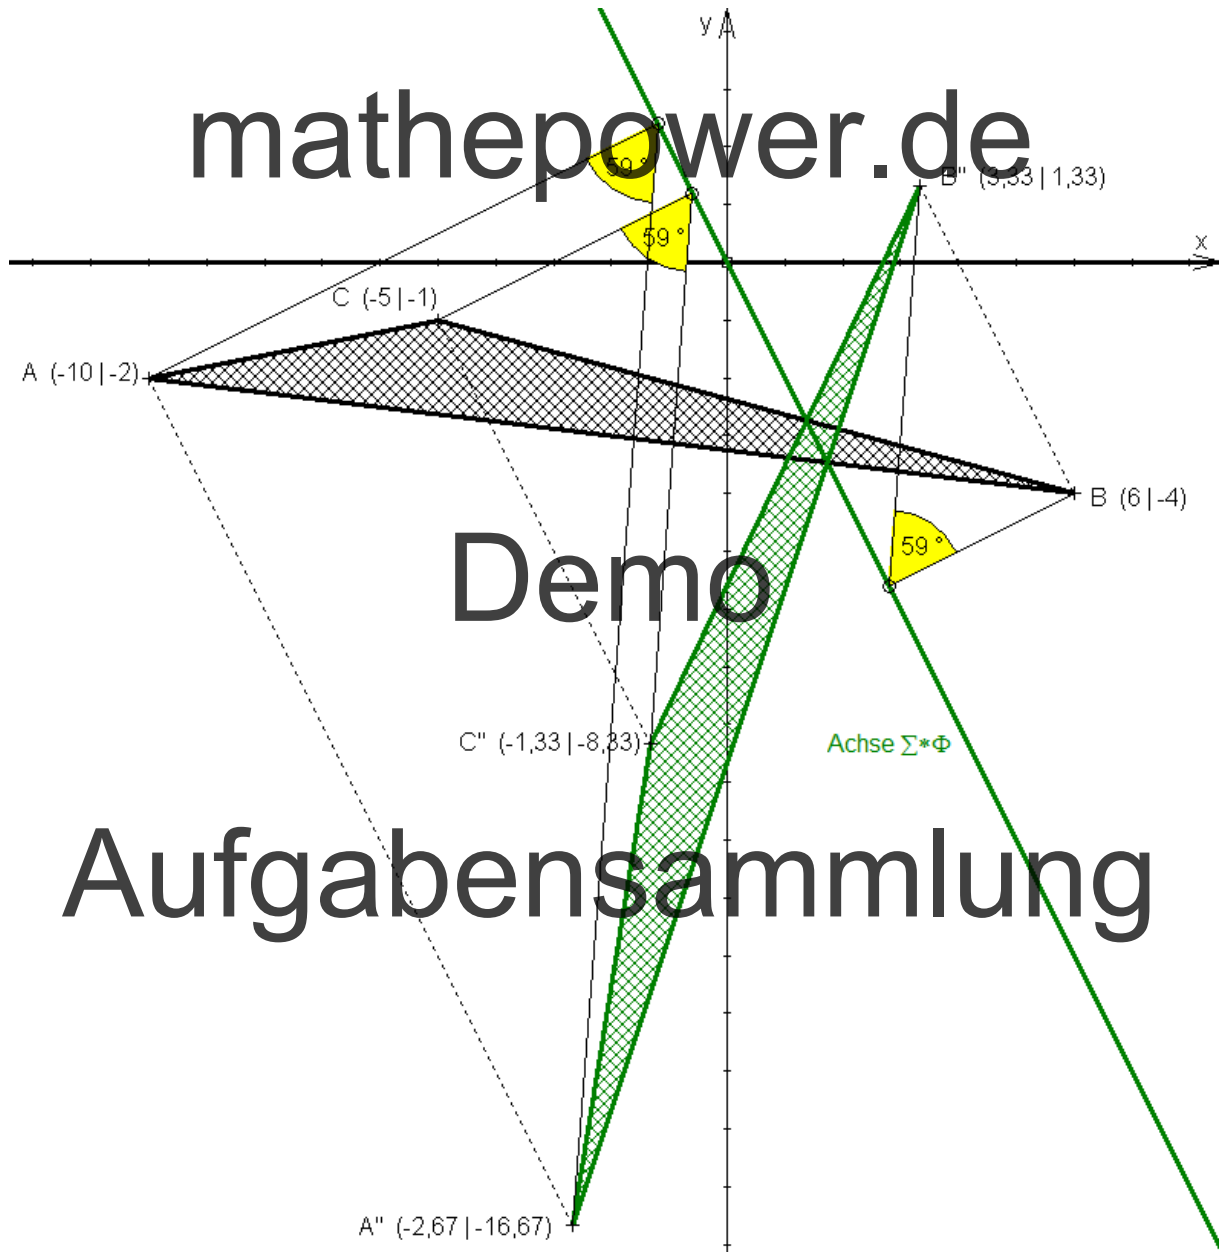 y
mathepower.de
59 °
B" (3,33 | 1,33)
59 °
x
C (-5 | -1)
A (-10 | -2)
B (6 | -4)
59 °
Demo
C" (-1,33 | -8,33)
Achse ∑*Φ
Aufgabensammlung
A" (-2,67 | -16,67)